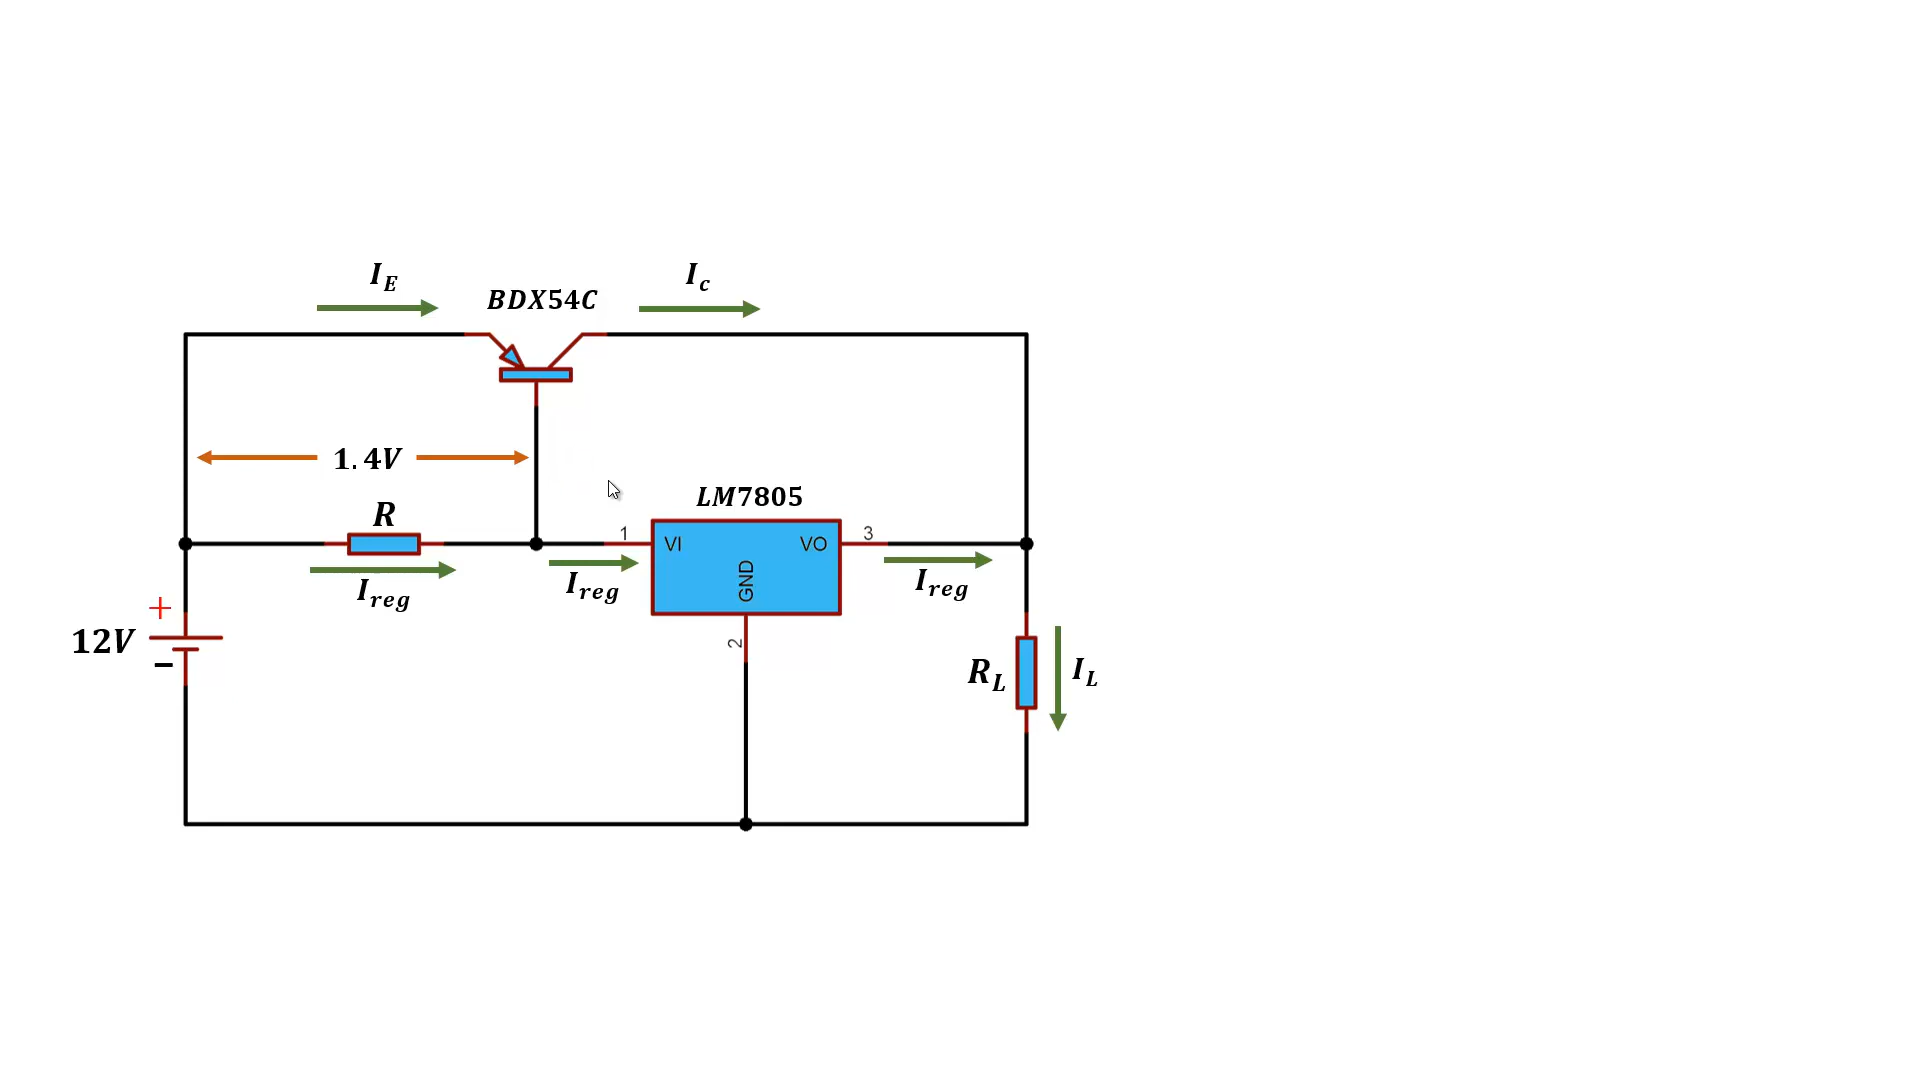 I_E
I_c
BDX54C
1.4V
R
LM7805
1
3
VI
VO
GND
I_reg
I_reg
I_reg
+
12V
−
2
R_L
I_L